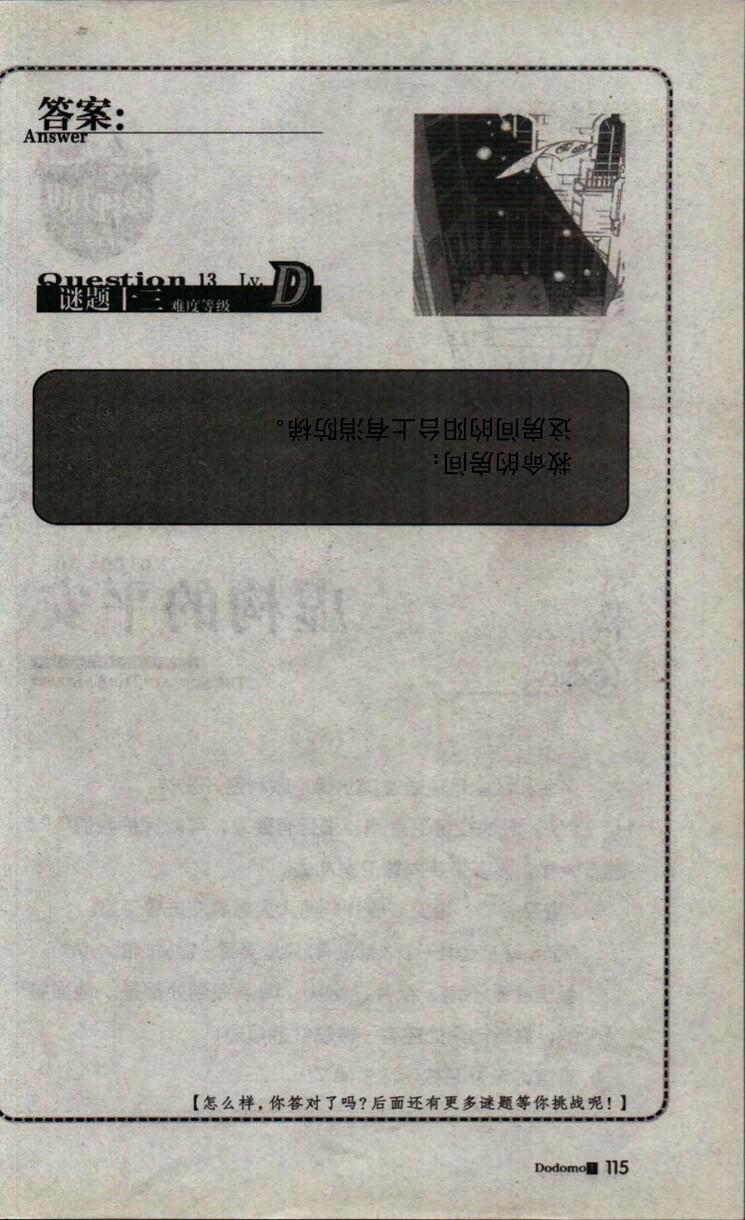 答案:
Answer
Question 13 Lv. D
谜题十三 难度等级
救命的房间:
这房间的阳台上有消防梯。
【怎么样,你答对了吗?后面还有更多谜题等你挑战呢!】
Dodomo 115